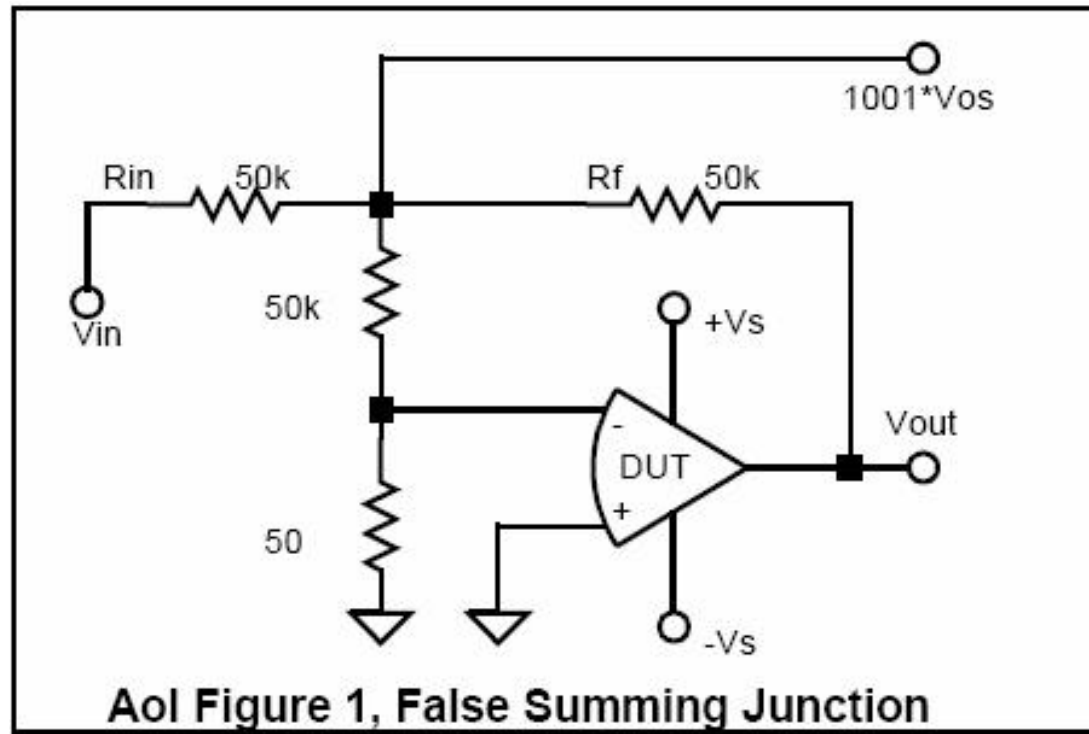 1001*Vos
Rin 50k
Rf 50k
Vin
50k
+Vs
-
DUT
+
Vout
50
-Vs
Aol Figure 1, False Summing Junction